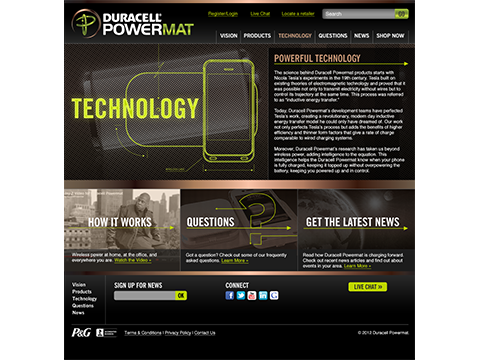 DURACELL
POWERMAT
Register/Login
Live Chat
Locate a retailer
Search
GO
VISION
PRODUCTS
TECHNOLOGY
QUESTIONS
NEWS
SHOP NOW
TECHNOLOGY
POWERFUL TECHNOLOGY
The science behind Duracell Powermat products starts with
Nicola Tesla's experiments in the 19th century. Tesla built on
existing theories of electromagnetic technology and proved that it
was possible not only to transmit electricity without wires but to
control its trajectory at the same time. This process was referred
to as "inductive energy transfer."
Today, Duracell Powermat's development teams have perfected
Tesla's work, creating a revolutionary, modern day inductive
energy transfer model he could only have dreamed of. Our work
not only perfects Tesla's process but adds the benefits of higher
efficiency and thinner form factors that give a rate of charge
comparable to wired charging systems.
Moreover, Duracell Powermat's research has taken us beyond
wireless power, adding intelligence to the equation. This
intelligence helps the Duracell Powermat know when your phone
is fully charged, keeping it topped up without overpowering the
battery, keeping you powered up and in control.
HOW IT WORKS
Wireless power at home, at the office, and
everywhere you are. Watch the Video »
QUESTIONS
Got a question? Check out some of our frequently
asked questions. Learn More »
GET THE LATEST NEWS
Read how Duracell Powermat is charging forward.
Check out recent news articles and find out about
events in your area. Learn More »
Vision
Products
Technology
Questions
News
SIGN UP FOR NEWS
OK
CONNECT
LIVE CHAT »
P&G
Terms & Conditions | Privacy Policy | Contact Us
© 2012 Duracell Powermat